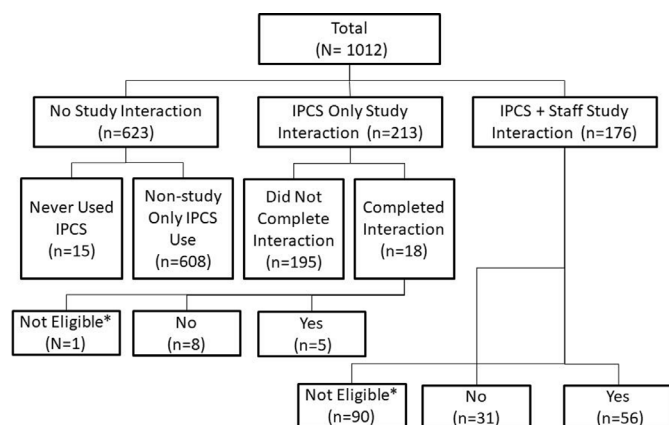 Total
(N= 1012)
No Study Interaction
(n=623)
IPCS Only Study
Interaction (n=213)
IPCS + Staff Study
Interaction (n=176)
Never Used
IPCS
(n=15)
Non-study
Only IPCS
Use
(n=608)
Did Not
Complete
Interaction
(n=195)
Completed
Interaction
(n=18)
Not Eligible*
(N=1)
No
(n=8)
Yes
(n=5)
Not Eligible*
(n=90)
No
(n=31)
Yes
(n=56)